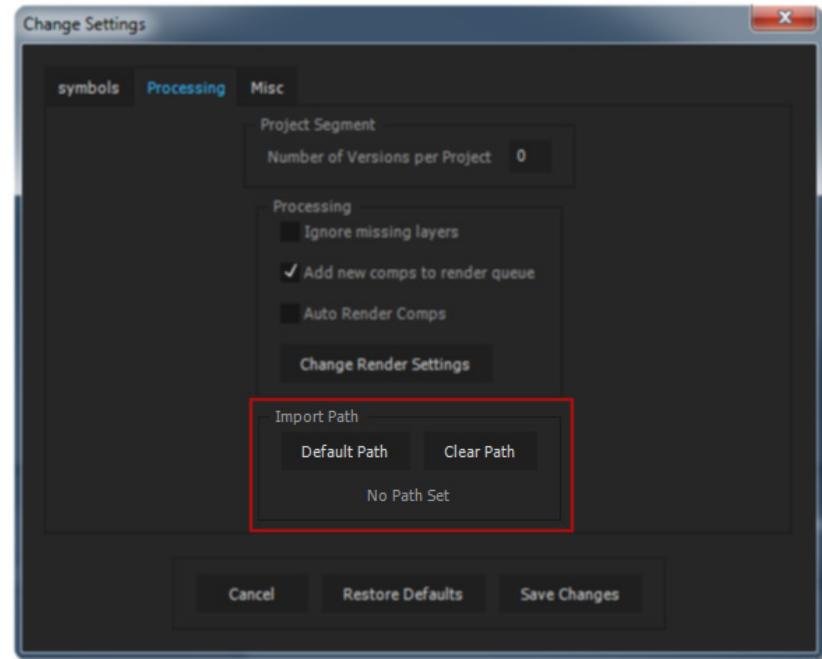 Change Settings
symbols Processing Misc
Project Segment
Number of Versions per Project 0
Processing
Ignore missing layers
Add new comps to render queue
Auto Render Comps
Change Render Settings
Import Path
Default Path Clear Path
No Path Set
Cancel Restore Defaults Save Changes